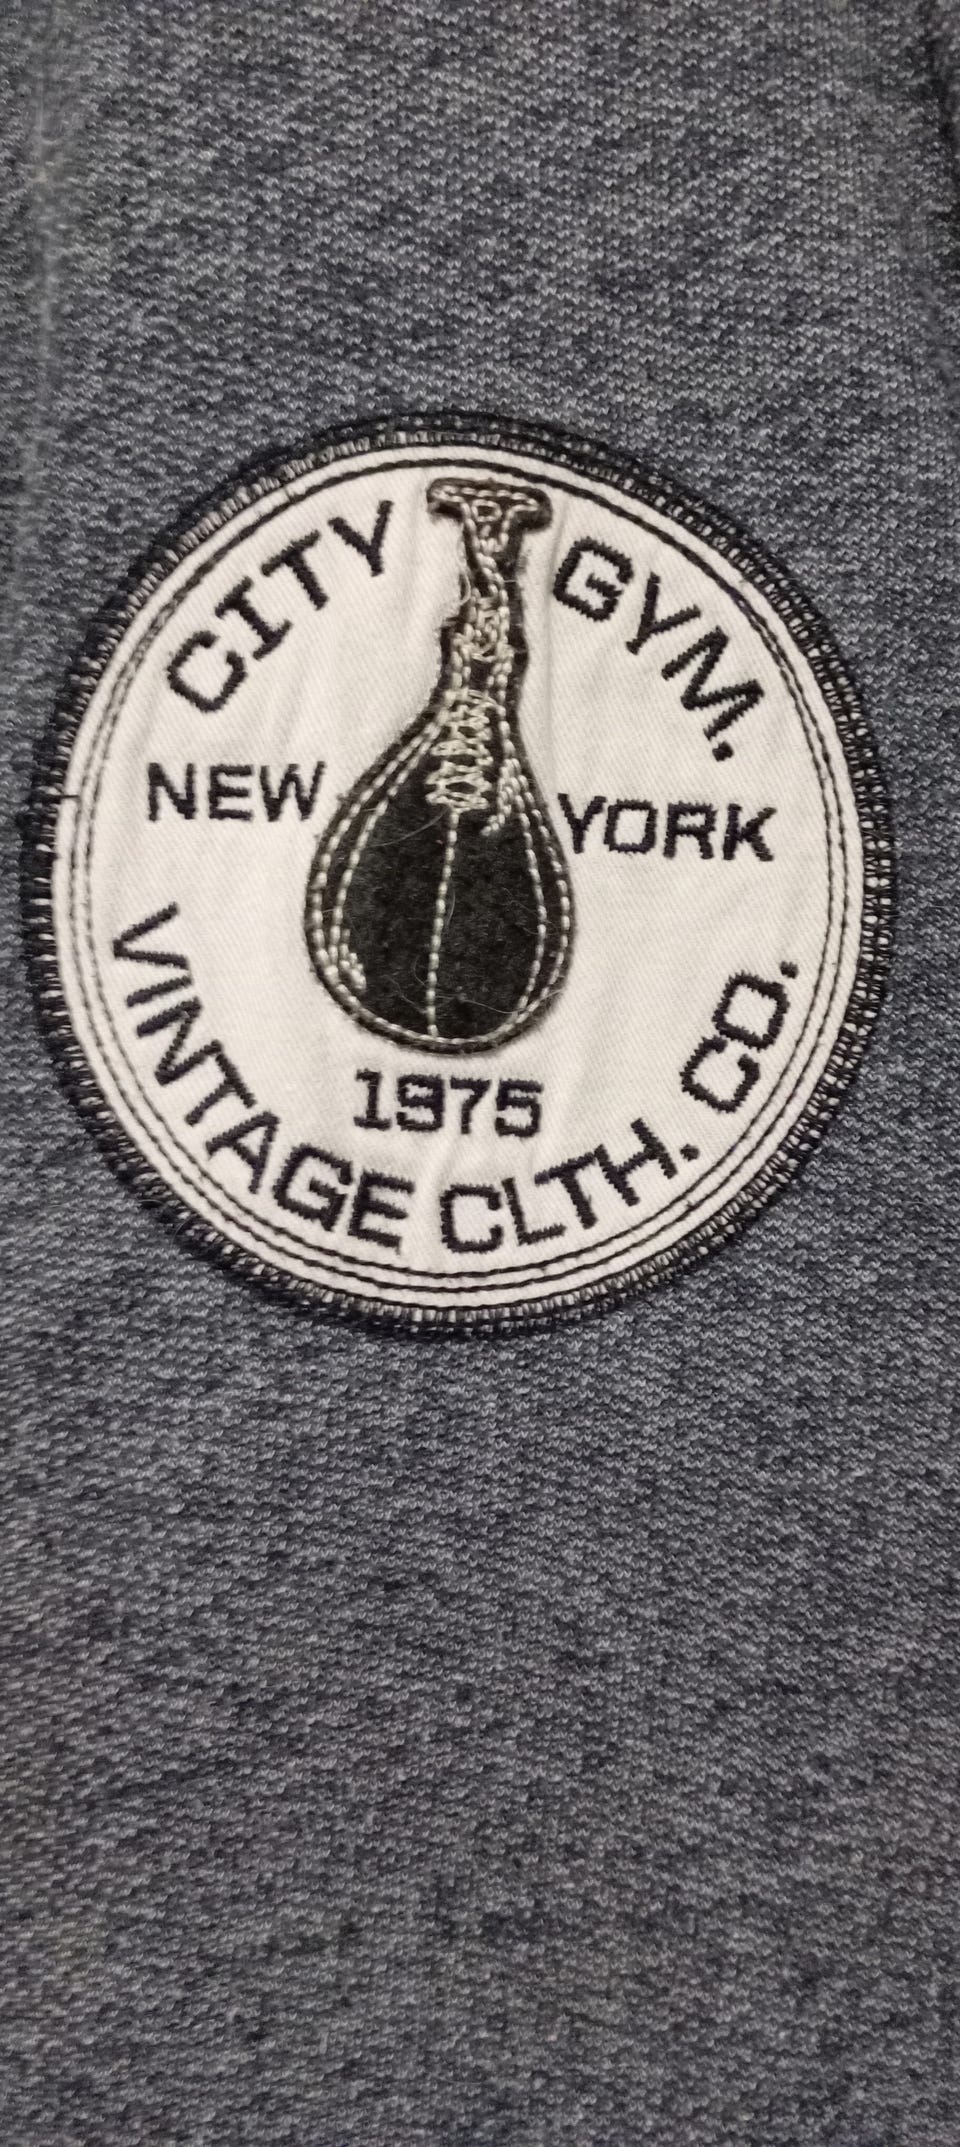 CITY GYM.
NEW YORK
1975
VINTAGE CLTH. CO.